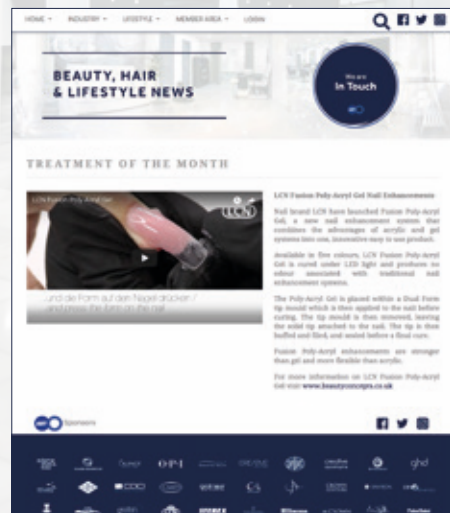 HOME
INDUSTRY
LIFESTYLE
MEMBER AREA
LOGIN
BEAUTY, HAIR
& LIFESTYLE NEWS
We are
In Touch
TREATMENT OF THE MONTH
LCN Fusion Poly-Acryl Gel
LCN
...und die Form auf den Nagel drücken /
and press the form on the nail
LCN Fusion Poly-Acryl Gel Nail Enhancements
Nail brand LCN have launched Fusion Poly-Acryl
Gel, a new nail enhancement system that
combines the advantages of acrylic and gel
systems into one, innovative easy to use product.
Available in five colours, LCN Fusion Poly-Acryl
Gel is cured under LED light and produces no
odour associated with traditional nail
enhancement systems.
The Poly-Acryl Gel is placed within a Dual Form
tip mould which is then applied to the nail before
curing. The tip mould is then removed, leaving
the solid tip attached to the nail. The tip is then
buffed and filed, and sealed before a final cure.
Fusion Poly-Acryl enhancements are stronger
than gel and more flexible than acrylic.
For more information on LCN Fusion Poly-Acryl
Gel visit www.beautyconcepts.co.uk
Sponsors
OPI
ghd